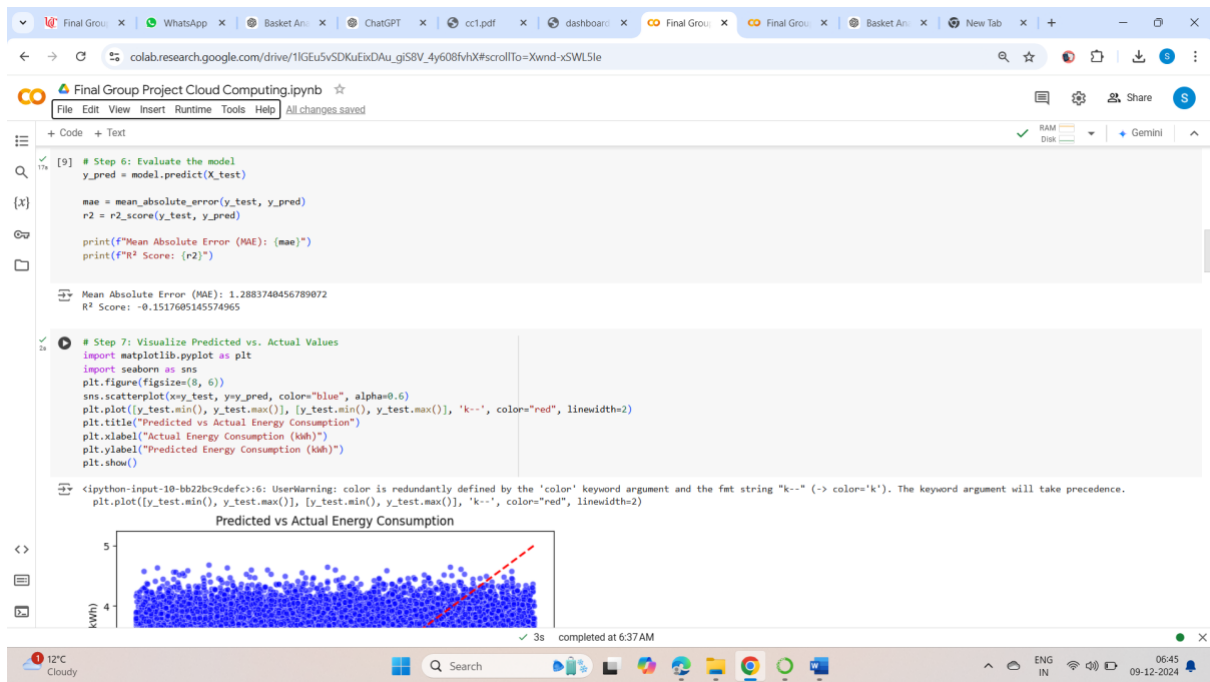 Final Grou
WhatsApp
Basket Ana
ChatGPT
cc1.pdf
dashboard
Final Grou
Final Grou
Basket An
New Tab
colab.research.google.com/drive/1lGEu5vSDKuEixDAu_giS8V_4y608fvhX#scrollTo=Xwnd-xSWL5Ie
S
CO
Final Group Project Cloud Computing.ipynb
File Edit View Insert Runtime Tools Help All changes saved
Share
S
+ Code + Text
RAM
Disk
Gemini
17s
[9] # Step 6: Evaluate the model
y_pred = model.predict(X_test)
mae = mean_absolute_error(y_test, y_pred)
r2 = r2_score(y_test, y_pred)
print(f"Mean Absolute Error (MAE): {mae}")
print(f"R² Score: {r2}")
Mean Absolute Error (MAE): 1.2883740456789072
R² Score: -0.1517605145574965
2s
# Step 7: Visualize Predicted vs. Actual Values
import matplotlib.pyplot as plt
import seaborn as sns
plt.figure(figsize=(8, 6))
sns.scatterplot(x=y_test, y=y_pred, color="blue", alpha=0.6)
plt.plot([y_test.min(), y_test.max()], [y_test.min(), y_test.max()], 'k--', color="red", linewidth=2)
plt.title("Predicted vs Actual Energy Consumption")
plt.xlabel("Actual Energy Consumption (kWh)")
plt.ylabel("Predicted Energy Consumption (kWh)")
plt.show()
<ipython-input-10-bb22bc9cdefc>:6: UserWarning: color is redundantly defined by the 'color' keyword argument and the fmt string "k--" (-> color='k'). The keyword argument will take precedence.
plt.plot([y_test.min(), y_test.max()], [y_test.min(), y_test.max()], 'k--', color="red", linewidth=2)
Predicted vs Actual Energy Consumption
5
4
kWh)
3s completed at 6:37 AM
1
12°C
Cloudy
Search
ENG
IN
06:45
09-12-2024